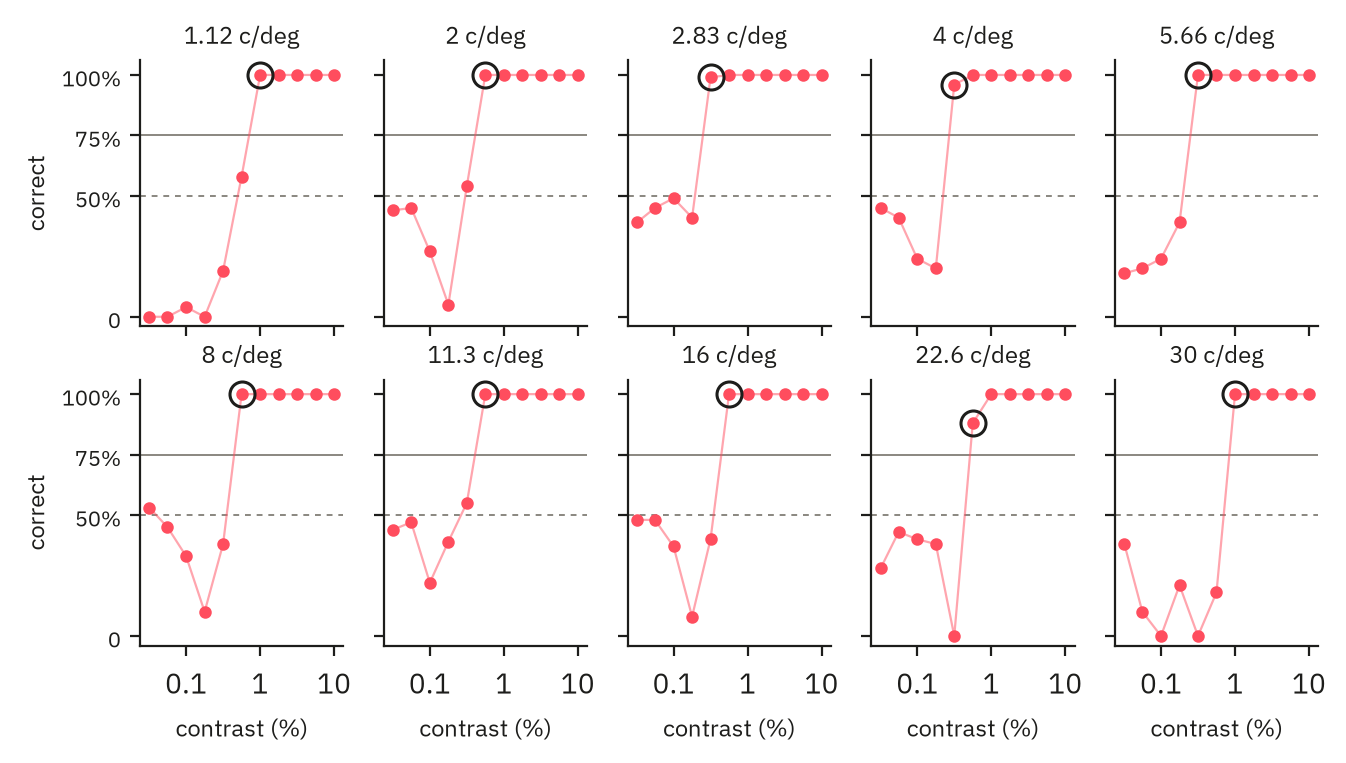 1.12 c/deg 2 c/deg 2.83 c/deg 4 c/deg 5.66 c/deg
100%
75%
50%
0
correct
8 c/deg 11.3 c/deg 16 c/deg 22.6 c/deg 30 c/deg
100%
75%
50%
0
correct
0.1 1 10 0.1 1 10 0.1 1 10 0.1 1 10 0.1 1 10
contrast (%) contrast (%) contrast (%) contrast (%) contrast (%)